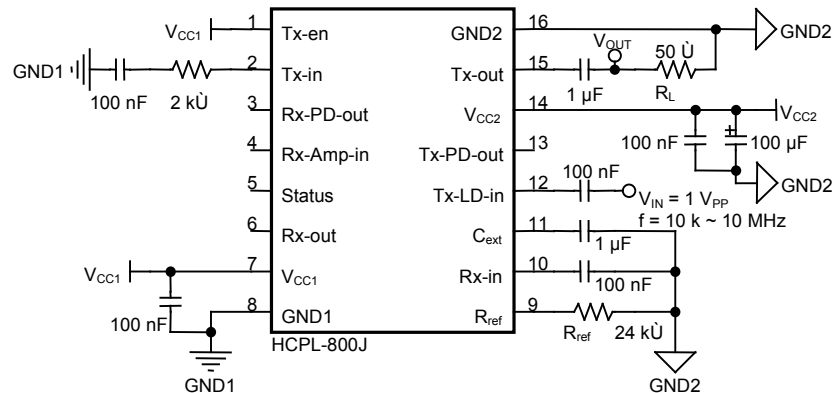 VCC1
1
Tx-en
GND2
16
GND2
VOUT
50 Ù
GND1
2
Tx-in
Tx-out
15
100 nF
2 kÙ
1 µF
RL
3
Rx-PD-out
VCC2
14
VCC2
100 nF
100 µF
4
Rx-Amp-in
Tx-PD-out
13
100 nF
GND2
5
Status
Tx-LD-in
12
VIN = 1 VPP
f = 10 k ~ 10 MHz
6
Rx-out
Cext
11
1 µF
VCC1
7
VCC1
Rx-in
10
100 nF
100 nF
8
GND1
Rref
9
Rref
24 kÙ
HCPL-800J
GND1
GND2